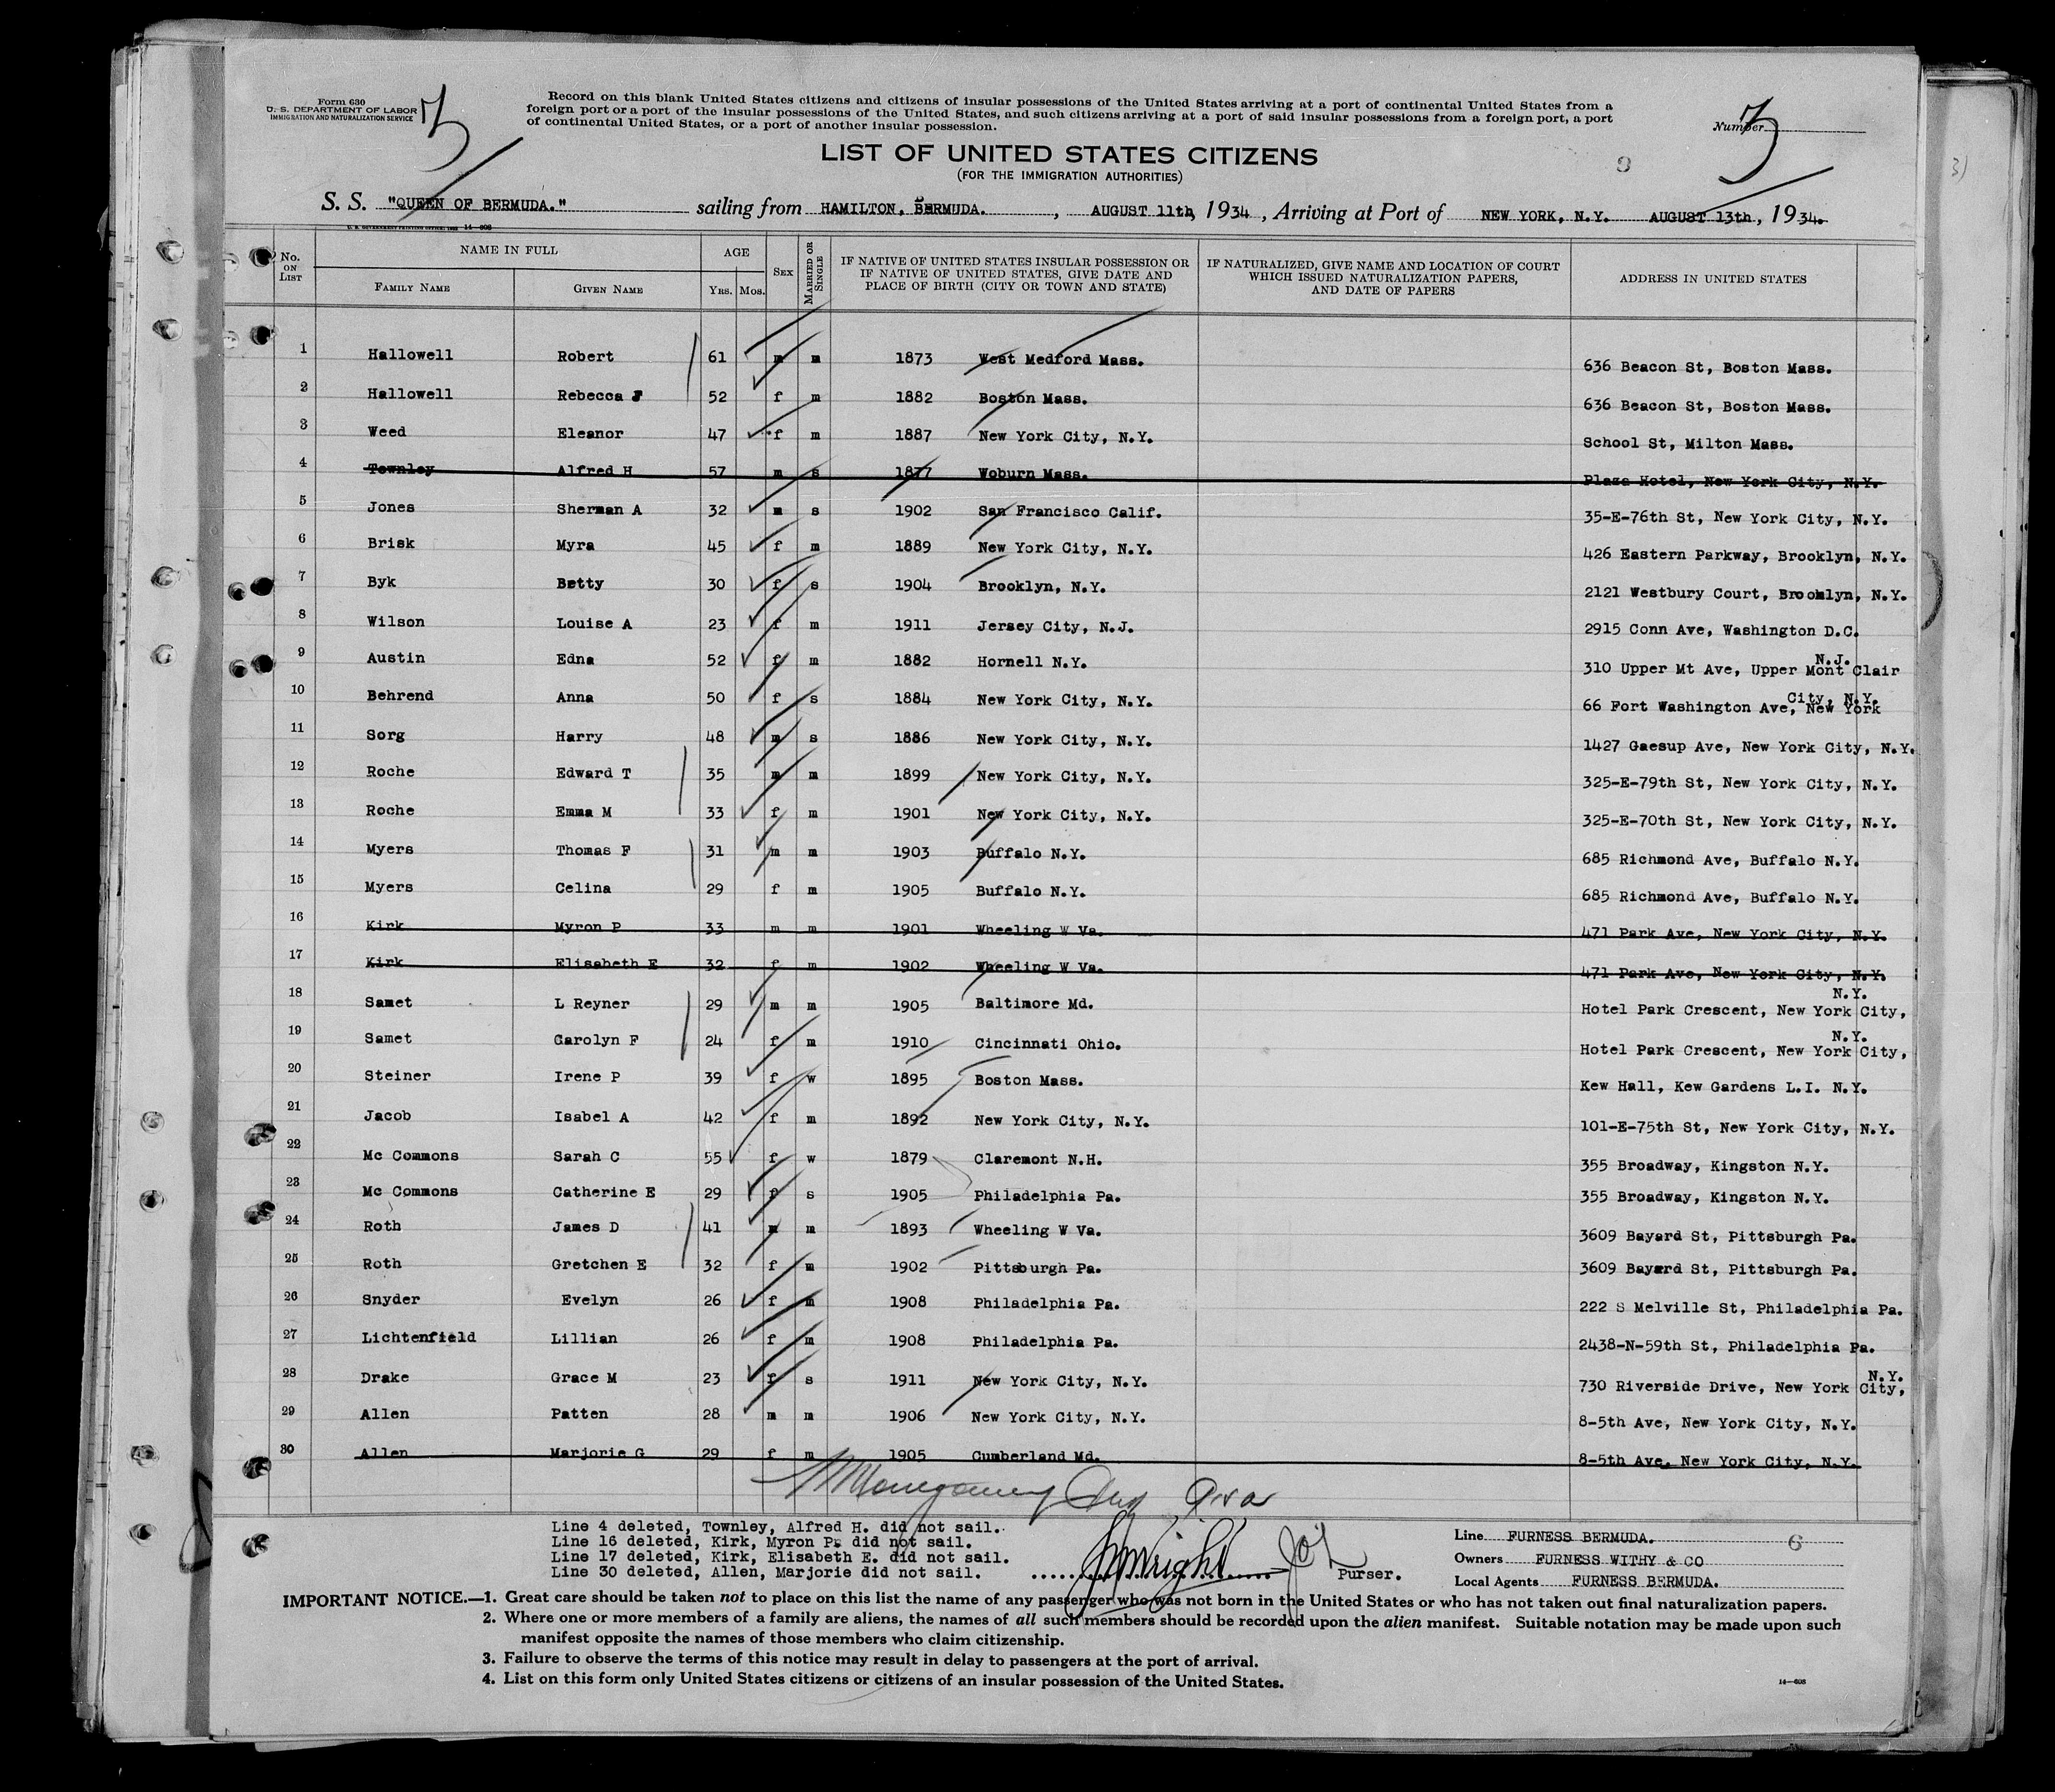 Form 630
U. S. DEPARTMENT OF LABOR
IMMIGRATION AND NATURALIZATION SERVICE
3
Record on this blank United States citizens and citizens of insular possessions of the United States arriving at a port of continental United States from a
foreign port or a port of the insular possessions of the United States, and such citizens arriving at a port of said insular possessions from a foreign port, a port
of continental United States, or a port of another insular possession.
Number 3
LIST OF UNITED STATES CITIZENS
(FOR THE IMMIGRATION AUTHORITIES)
S. S. "QUEEN OF BERMUDA." sailing from HAMILTON, BERMUDA. , AUGUST 11th, 1934 , Arriving at Port of NEW YORK, N.Y. AUGUST 13th, 1934.
No. ON LIST NAME IN FULL AGE SEX MARRIED OR SINGLE IF NATIVE OF UNITED STATES INSULAR POSSESSION OR IF NATIVE OF UNITED STATES, GIVE DATE AND PLACE OF BIRTH (CITY OR TOWN AND STATE) IF NATURALIZED, GIVE NAME AND LOCATION OF COURT WHICH ISSUED NATURALIZATION PAPERS, AND DATE OF PAPERS ADDRESS IN UNITED STATES
FAMILY NAME GIVEN NAME YRS. MOS.
1 Hallowell Robert 61 m m 1873 West Medford Mass. 636 Beacon St, Boston Mass.
2 Hallowell Rebecca F 52 f m 1882 Boston Mass. 636 Beacon St, Boston Mass.
3 Weed Eleanor 47 f m 1887 New York City, N.Y. School St, Milton Mass.
4 Townley Alfred H 57 m s 1877 Woburn Mass. Plaza Hotel, New York City, N.Y.
5 Jones Sherman A 32 m s 1902 San Francisco Calif. 35-E-76th St, New York City, N.Y.
6 Brisk Myra 45 f m 1889 New York City, N.Y. 426 Eastern Parkway, Brooklyn, N.Y.
7 Byk Betty 30 f s 1904 Brooklyn, N.Y. 2121 Westbury Court, Brooklyn, N.Y.
8 Wilson Louise A 23 f m 1911 Jersey City, N.J. 2915 Conn Ave, Washington D.C.
9 Austin Edna 52 f m 1882 Hornell N.Y. 310 Upper Mt Ave, Upper Mont Clair N.J.
10 Behrend Anna 50 f s 1884 New York City, N.Y. 66 Fort Washington Ave, New York City, N.Y.
11 Sorg Harry 48 m s 1886 New York City, N.Y. 1427 Gaesup Ave, New York City, N.Y.
12 Roche Edward T 35 m m 1899 New York City, N.Y. 325-E-79th St, New York City, N.Y.
13 Roche Emma M 33 f m 1901 New York City, N.Y. 325-E-70th St, New York City, N.Y.
14 Myers Thomas F 31 m m 1903 Buffalo N.Y. 685 Richmond Ave, Buffalo N.Y.
15 Myers Celina 29 f m 1905 Buffalo N.Y. 685 Richmond Ave, Buffalo N.Y.
16 Kirk Myron P 33 m m 1901 Wheeling W Va. 471 Park Ave, New York City, N.Y.
17 Kirk Elisabeth E 32 f m 1902 Wheeling W Va. 471 Park Ave, New York City, N.Y.
18 Samet L Reyner 29 m m 1905 Baltimore Md. Hotel Park Crescent, New York City, N.Y.
19 Samet Carolyn F 24 f m 1910 Cincinnati Ohio. Hotel Park Crescent, New York City, N.Y.
20 Steiner Irene P 39 f w 1895 Boston Mass. Kew Hall, Kew Gardens L.I. N.Y.
21 Jacob Isabel A 42 f m 1892 New York City, N.Y. 101-E-75th St, New York City, N.Y.
22 Mc Commons Sarah C 55 f w 1879 Claremont N.H. 355 Broadway, Kingston N.Y.
23 Mc Commons Catherine E 29 f s 1905 Philadelphia Pa. 355 Broadway, Kingston N.Y.
24 Roth James D 41 m m 1893 Wheeling W Va. 3609 Bayard St, Pittsburgh Pa.
25 Roth Gretchen E 32 f m 1902 Pittsburgh Pa. 3609 Bayard St, Pittsburgh Pa.
26 Snyder Evelyn 26 f m 1908 Philadelphia Pa. 222 S Melville St, Philadelphia Pa.
27 Lichtenfield Lillian 26 f m 1908 Philadelphia Pa. 2438-N-59th St, Philadelphia Pa.
28 Drake Grace M 23 f s 1911 New York City, N.Y. 730 Riverside Drive, New York City, N.Y.
29 Allen Patten 28 m m 1906 New York City, N.Y. 8-5th Ave, New York City, N.Y.
30 Allen Marjorie G 29 f m 1905 Cumberland Md. 8-5th Ave, New York City, N.Y.
Line 4 deleted, Townley, Alfred H. did not sail.
Line 16 deleted, Kirk, Myron P. did not sail.
Line 17 deleted, Kirk, Elisabeth E. did not sail.
Line 30 deleted, Allen, Marjorie did not sail.
Purser.
Line FURNESS BERMUDA. 6
Owners FURNESS WITHY & CO
Local Agents FURNESS BERMUDA.
IMPORTANT NOTICE.—1. Great care should be taken not to place on this list the name of any passenger who was not born in the United States or who has not taken out final naturalization papers.
2. Where one or more members of a family are aliens, the names of all such members should be recorded upon the alien manifest. Suitable notation may be made upon such
manifest opposite the names of those members who claim citizenship.
3. Failure to observe the terms of this notice may result in delay to passengers at the port of arrival.
4. List on this form only United States citizens or citizens of an insular possession of the United States.
14—608